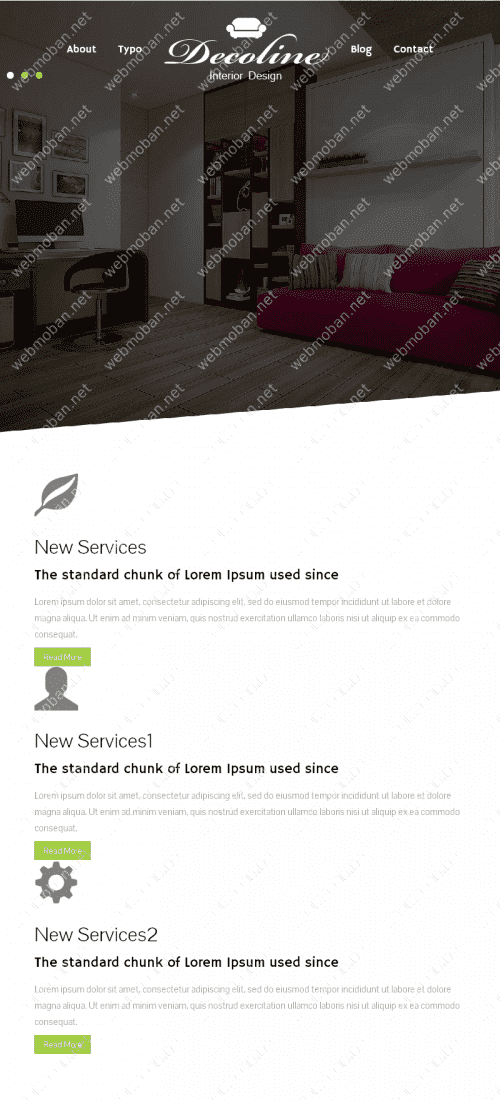 About Typo Decoline Blog Contact
Interior Design
webmoban.net
New Services
The standard chunk of Lorem Ipsum used since
Lorem ipsum dolor sit amet, consectetur adipiscing elit, sed do eiusmod tempor incididunt ut labore et dolore
magna aliqua. Ut enim ad minim veniam, quis nostrud exercitation ullamco laboris nisi ut aliquip ex ea commodo
consequat.
Read More
New Services1
The standard chunk of Lorem Ipsum used since
Lorem ipsum dolor sit amet, consectetur adipiscing elit, sed do eiusmod tempor incididunt ut labore et dolore
magna aliqua. Ut enim ad minim veniam, quis nostrud exercitation ullamco laboris nisi ut aliquip ex ea commodo
consequat.
Read More
New Services2
The standard chunk of Lorem Ipsum used since
Lorem ipsum dolor sit amet, consectetur adipiscing elit, sed do eiusmod tempor incididunt ut labore et dolore
magna aliqua. Ut enim ad minim veniam, quis nostrud exercitation ullamco laboris nisi ut aliquip ex ea commodo
consequat.
Read More